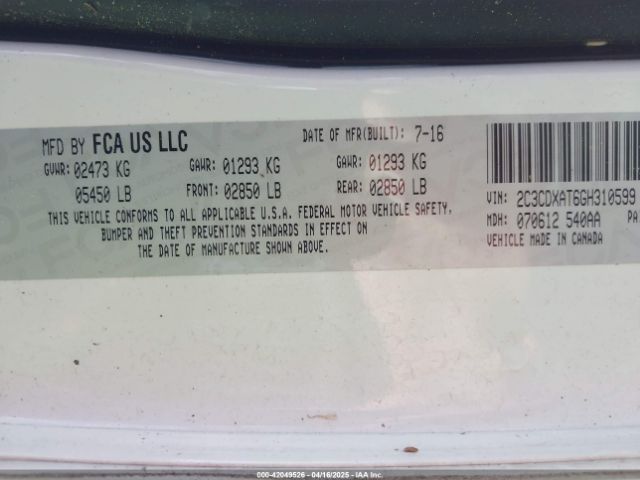 MFD BY FCA US LLC
DATE OF MFR(BUILT): 7-16
GVWR: 02473 KG GAWR: 01293 KG GAWR: 01293 KG
05450 LB FRONT: 02850 LB REAR: 02850 LB
THIS VEHICLE CONFORMS TO ALL APPLICABLE U.S.A. FEDERAL MOTOR VEHICLE SAFETY,
BUMPER AND THEFT PREVENTION STANDARDS IN EFFECT ON
THE DATE OF MANUFACTURE SHOWN ABOVE.
VIN: 2C3CDXAT6GH310599
MDH: 070612 540AA PA
VEHICLE MADE IN CANADA
000-42049526 - 04/16/2025 - IAA Inc.